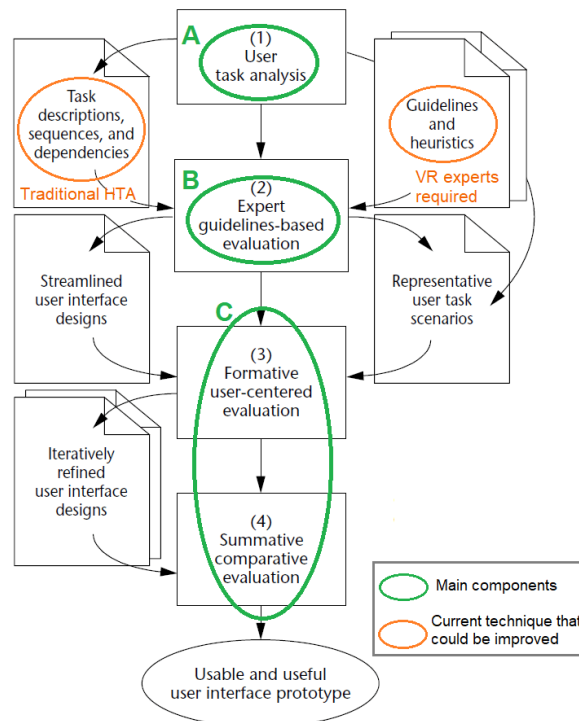 A
(1)
User
task analysis
Task
descriptions,
sequences, and
dependencies
Traditional HTA
Guidelines
and
heuristics
VR experts
required
B
(2)
Expert
guidelines-based
evaluation
Streamlined
user interface
designs
Representative
user task
scenarios
C
(3)
Formative
user-centered
evaluation
Iteratively
refined
user interface
designs
(4)
Summative
comparative
evaluation
Usable and useful
user interface prototype
Main components
Current technique that
could be improved